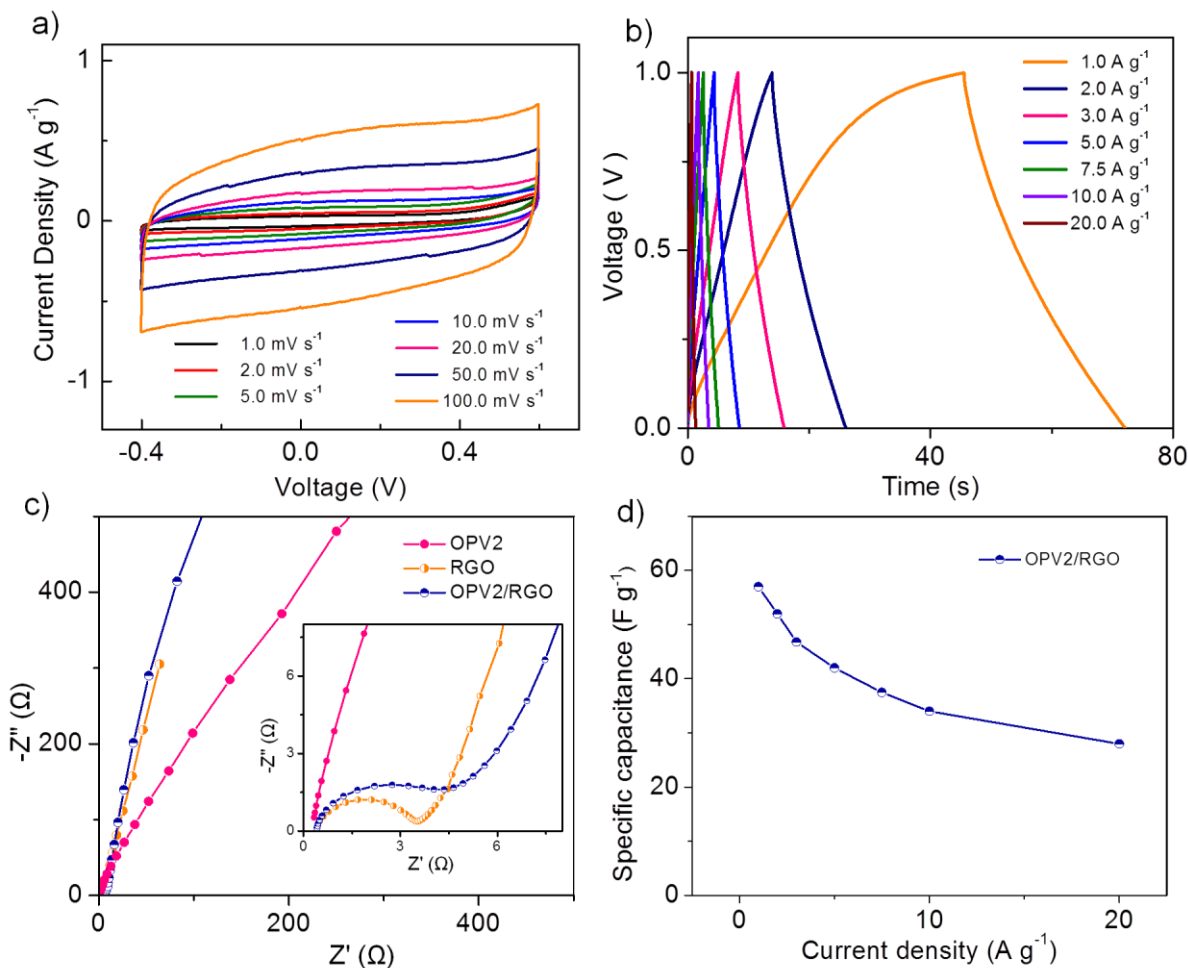 a)
1
0
-1
Current Density (A g⁻¹)
1.0 mV s⁻¹
2.0 mV s⁻¹
5.0 mV s⁻¹
10.0 mV s⁻¹
20.0 mV s⁻¹
50.0 mV s⁻¹
100.0 mV s⁻¹
-0.4
0.0
0.4
Voltage (V)
b)
1.0
0.5
0.0
Voltage ( V)
1.0 A g⁻¹
2.0 A g⁻¹
3.0 A g⁻¹
5.0 A g⁻¹
7.5 A g⁻¹
10.0 A g⁻¹
20.0 A g⁻¹
0
40
80
Time (s)
c)
400
200
0
-Z" (Ω)
OPV2
RGO
OPV2/RGO
6
3
0
-Z" (Ω)
0
3
6
Z' (Ω)
0
200
400
Z' (Ω)
d)
60
40
20
0
Specific capacitance (F g⁻¹)
OPV2/RGO
0
10
20
Current density (A g⁻¹)